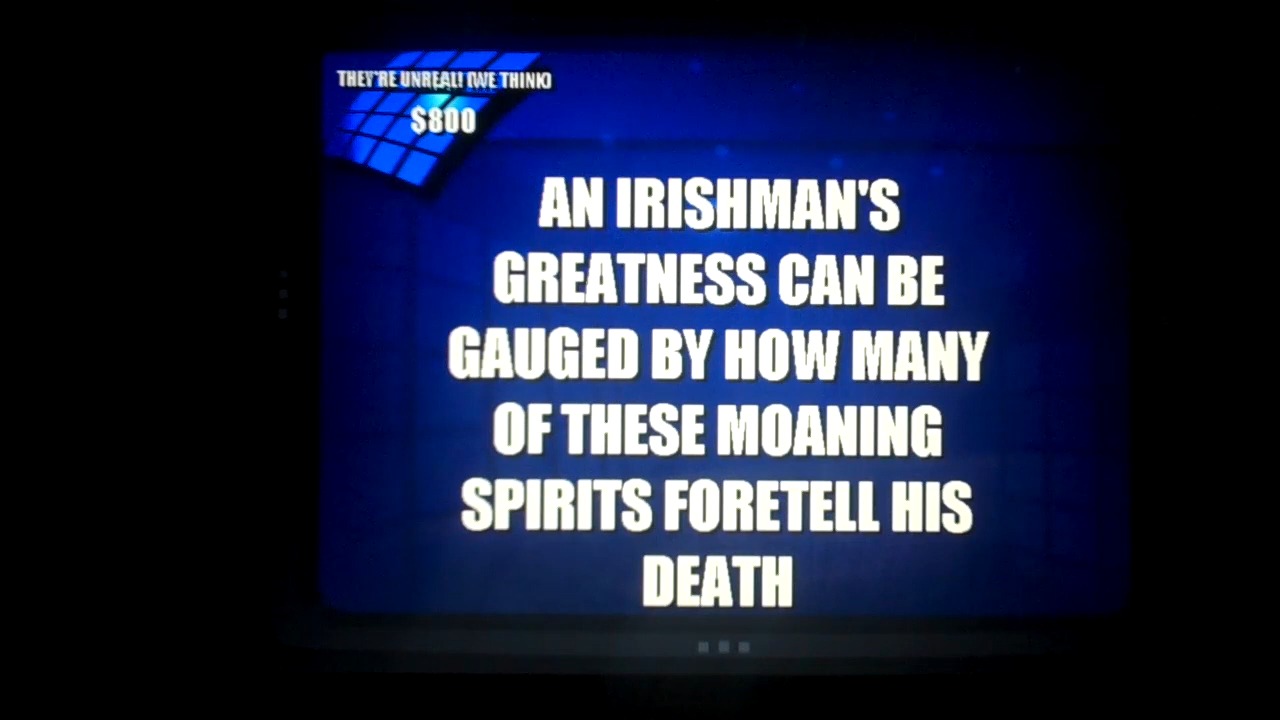 THEY'RE UNREAL! (WE THINK)
$800
AN IRISHMAN'S
GREATNESS CAN BE
GAUGED BY HOW MANY
OF THESE MOANING
SPIRITS FORETELL HIS
DEATH